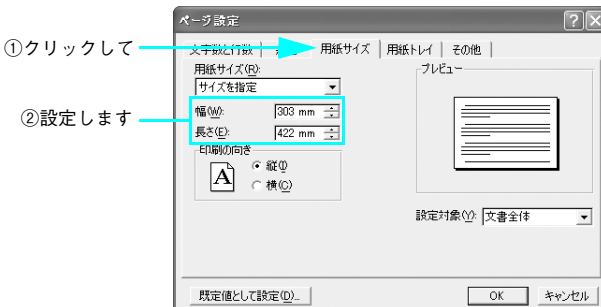 ページ設定
①クリックして
文字数と行数
用紙サイズ
用紙トレイ
その他
用紙サイズ(R):
サイズを指定
②設定します
幅(W):
303 mm
長さ(E):
422 mm
印刷の向き
A
縦(I)
横(C)
プレビュー
設定対象(Y):
文書全体
既定値として設定(D)...
OK
キャンセル